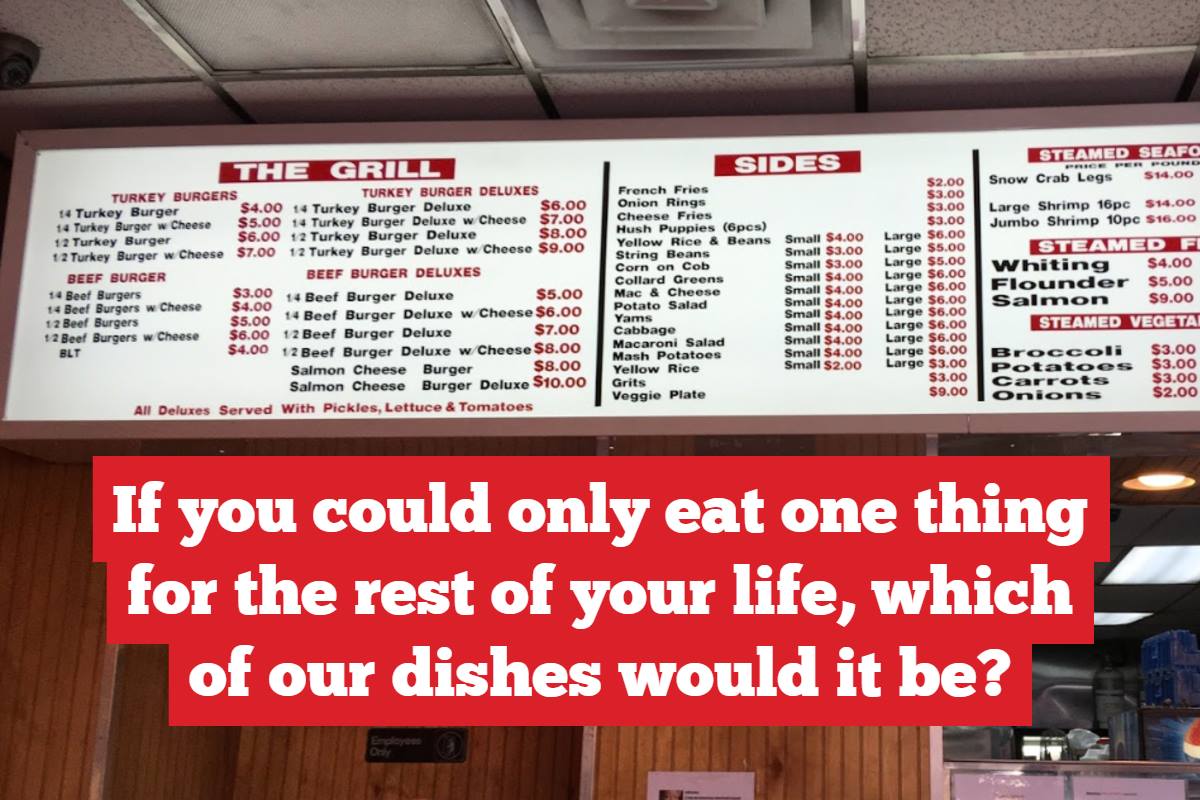 THE GRILL
TURKEY BURGERS
1/4 Turkey Burger $4.00
1/4 Turkey Burger w/Cheese $5.00
1/2 Turkey Burger $6.00
1/2 Turkey Burger w/Cheese $7.00
BEEF BURGER
1/4 Beef Burgers $3.00
1/4 Beef Burgers w/Cheese $4.00
1/2 Beef Burgers $5.00
1/2 Beef Burgers w/Cheese $6.00
BLT $4.00
TURKEY BURGER DELUXES
1/4 Turkey Burger Deluxe $6.00
1/4 Turkey Burger Deluxe w/Cheese $7.00
1/2 Turkey Burger Deluxe $8.00
1/2 Turkey Burger Deluxe w/Cheese $9.00
BEEF BURGER DELUXES
1/4 Beef Burger Deluxe $5.00
1/4 Beef Burger Deluxe w/Cheese $6.00
1/2 Beef Burger Deluxe $7.00
1/2 Beef Burger Deluxe w/Cheese $8.00
Salmon Cheese Burger $8.00
Salmon Cheese Burger Deluxe $10.00
All Deluxes Served With Pickles, Lettuce & Tomatoes
SIDES
French Fries $2.00
Onion Rings $3.00
Cheese Fries $3.00
Hush Puppies (6pcs) $3.00
Yellow Rice & Beans Small $4.00 Large $6.00
String Beans Small $3.00 Large $5.00
Corn on Cob Small $3.00 Large $5.00
Collard Greens Small $4.00 Large $6.00
Mac & Cheese Small $4.00 Large $6.00
Potato Salad Small $4.00 Large $6.00
Yams Small $4.00 Large $6.00
Cabbage Small $4.00 Large $6.00
Macaroni Salad Small $4.00 Large $6.00
Mash Potatoes Small $4.00 Large $6.00
Yellow Rice Small $2.00 Large $3.00
Grits $3.00
Veggie Plate $9.00
STEAMED SEAFO
PRICE PER POUND
Snow Crab Legs $14.00
Large Shrimp 16pc $14.00
Jumbo Shrimp 10pc $16.00
STEAMED FI
Whiting $4.00
Flounder $5.00
Salmon $9.00
STEAMED VEGETA
Broccoli $3.00
Potatoes $3.00
Carrots $3.00
Onions $2.00
If you could only eat one thing
for the rest of your life, which
of our dishes would it be?
Employees
Only